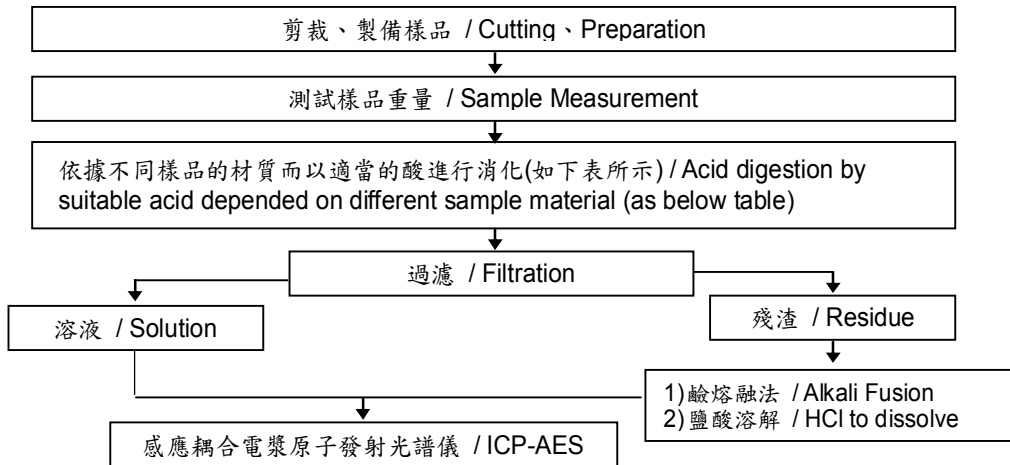 剪裁、製備樣品 / Cutting、Preparation
測試樣品重量 / Sample Measurement
依據不同樣品的材質而以適當的酸進行消化(如下表所示) / Acid digestion by
suitable acid depended on different sample material (as below table)
過濾 / Filtration
溶液 / Solution
殘渣 / Residue
1)鹼熔融法 / Alkali Fusion
2)鹽酸溶解 / HCl to dissolve
感應耦合電漿原子發射光譜儀 / ICP-AES